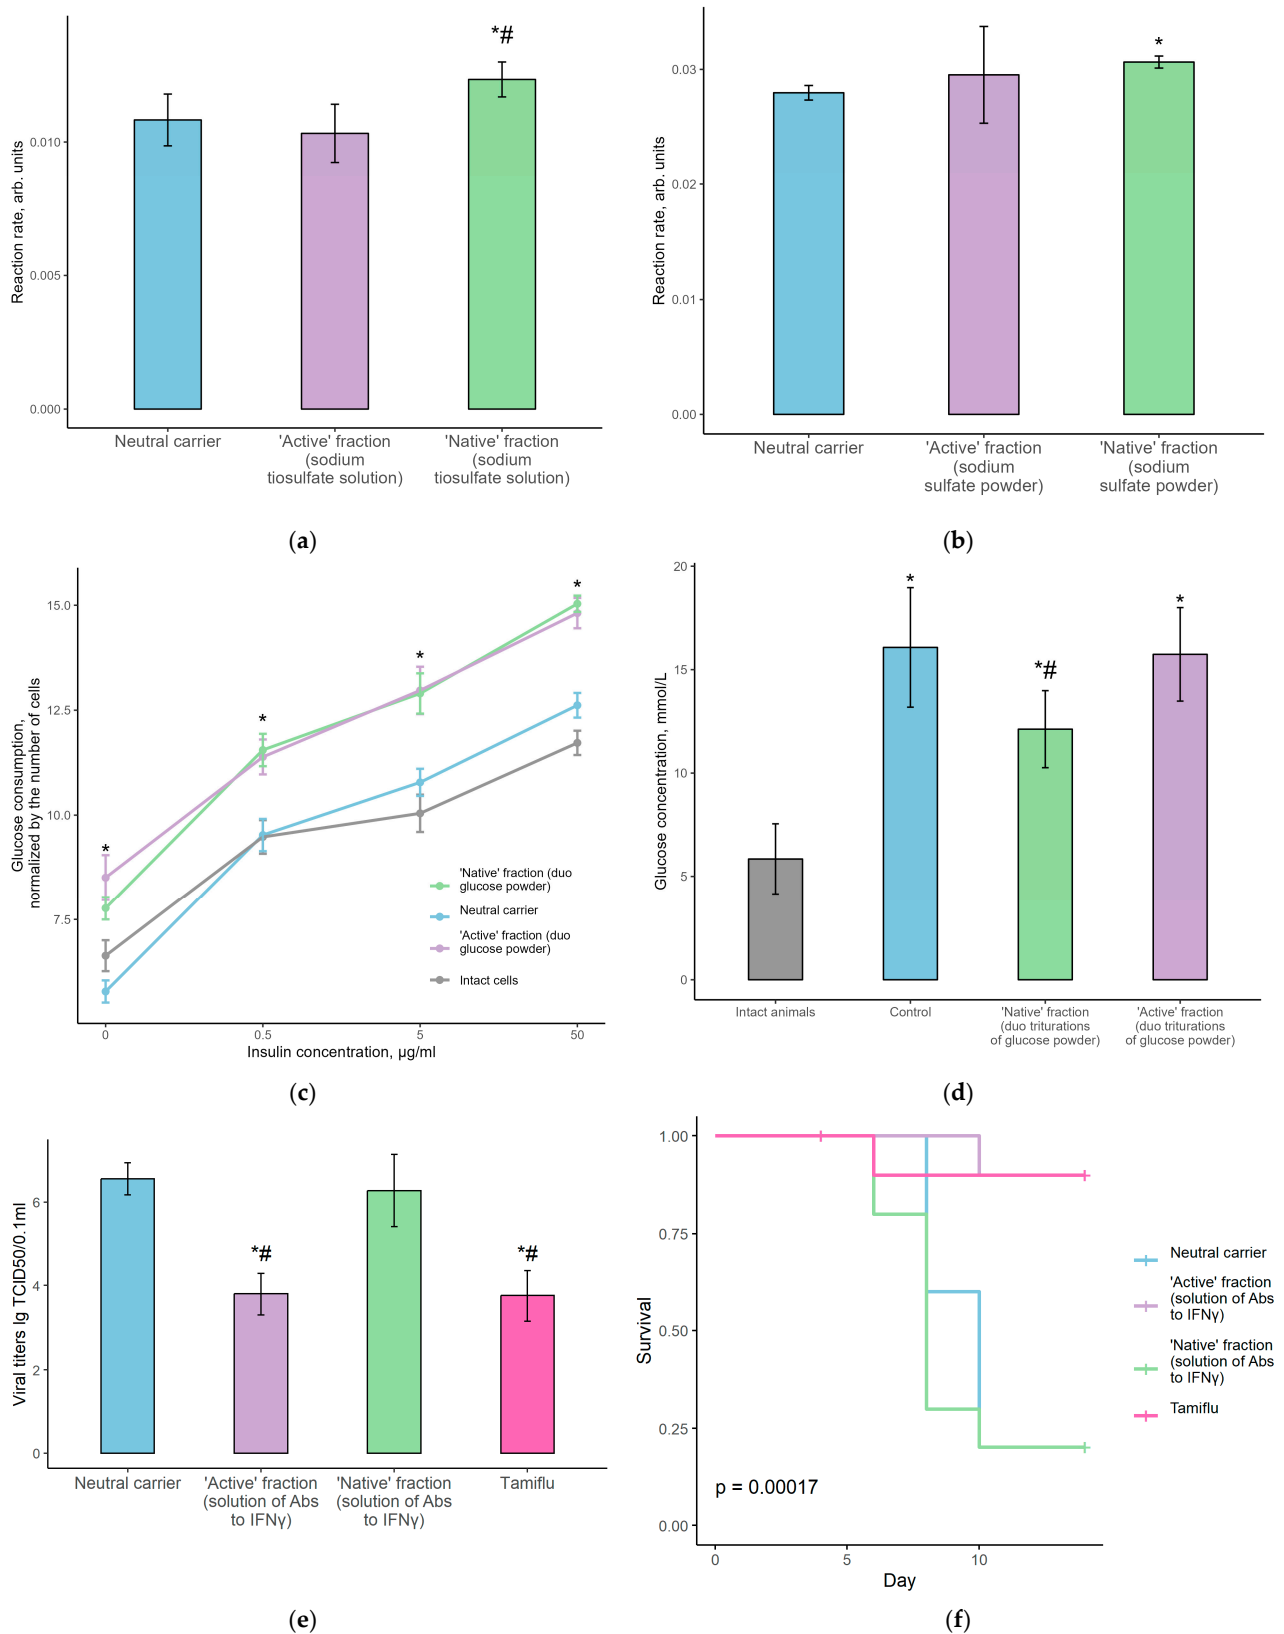 *#
0.010
0.005
0.000
Reaction rate, arb. units
Neutral carrier
'Active' fraction
(sodium
tiosulfate solution)
'Native' fraction
(sodium
tiosulfate solution)
(a)
*
0.03
0.02
0.01
0.00
Reaction rate, arb. units
Neutral carrier
'Active' fraction
(sodium
sulfate powder)
'Native' fraction
(sodium
sulfate powder)
(b)
15.0
12.5
10.0
7.5
Glucose consumption,
normalized by the number of cells
*
*
*
*
'Native' fraction (duo
glucose powder)
Neutral carrier
'Active' fraction (duo
glucose powder)
Intact cells
0
0.5
5
50
Insulin concentration, µg/ml
(c)
20
15
10
5
0
Glucose concentration, mmol/L
*
*#
*
Intact animals
Control
'Native' fraction
(duo triturations
of glucose powder)
'Active' fraction
(duo triturations
of glucose powder)
(d)
6
4
2
0
Viral titers lg TCID50/0.1ml
*#
*#
Neutral carrier
'Active' fraction
(solution of Abs
to IFNγ)
'Native' fraction
(solution of Abs
to IFNγ)
Tamiflu
(e)
1.00
0.75
0.50
0.25
0.00
Survival
p = 0.00017
0
5
10
Day
Neutral carrier
'Active' fraction
(solution of Abs
to IFNγ)
'Native' fraction
(solution of Abs
to IFNγ)
Tamiflu
(f)